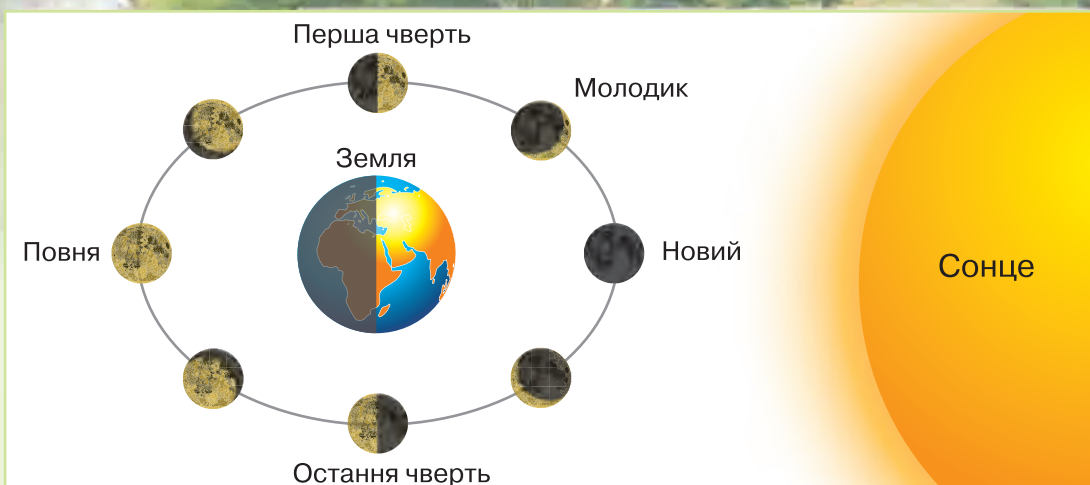 Перша чверть
Молодик
Земля
Повня
Новий
Сонце
Остання чверть